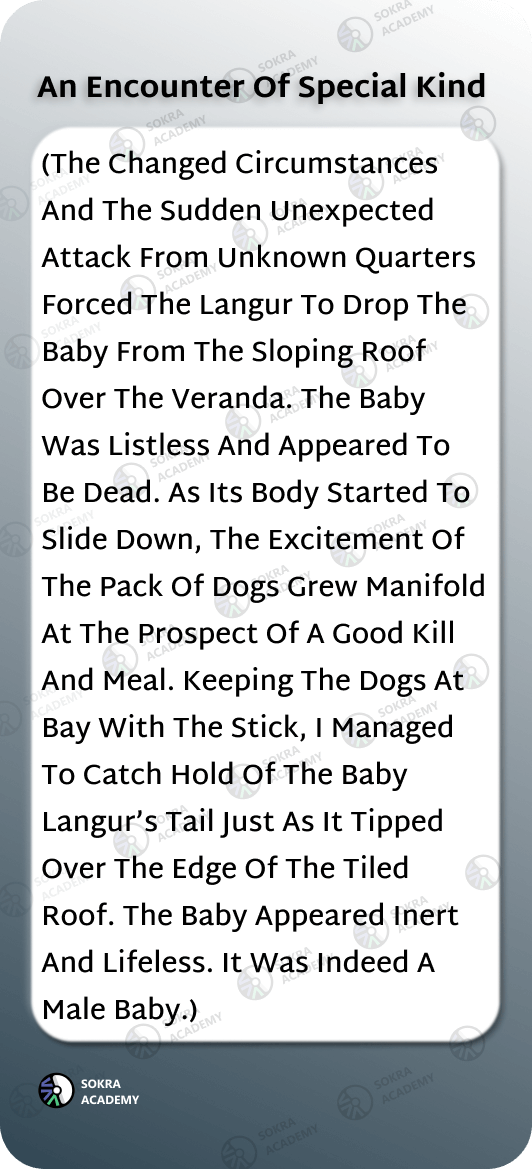 An Encounter Of Special Kind
(The Changed Circumstances
And The Sudden Unexpected
Attack From Unknown Quarters
Forced The Langur To Drop The
Baby From The Sloping Roof
Over The Veranda. The Baby
Was Listless And Appeared To
Be Dead. As Its Body Started To
Slide Down, The Excitement Of
The Pack Of Dogs Grew Manifold
At The Prospect Of A Good Kill
And Meal. Keeping The Dogs At
Bay With The Stick, I Managed
To Catch Hold Of The Baby
Langur’s Tail Just As It Tipped
Over The Edge Of The Tiled
Roof. The Baby Appeared Inert
And Lifeless. It Was Indeed A
Male Baby.)
SOKRA
ACADEMY